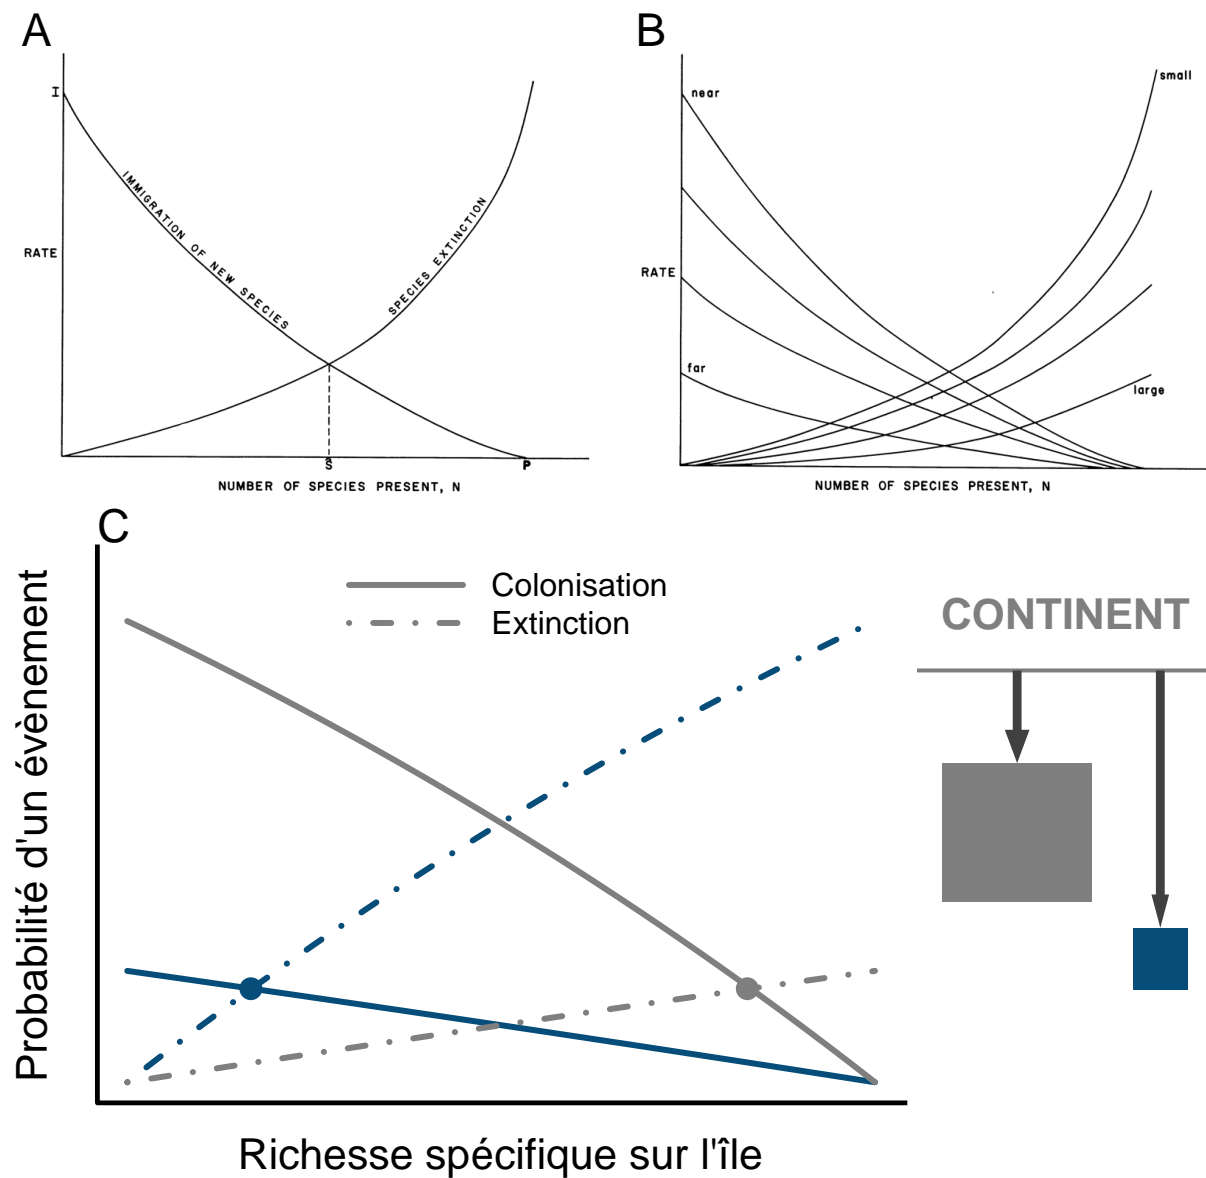 A
I
IMMIGRATION OF NEW SPECIES
SPECIES EXTINCTION
RATE
Ŝ
P
NUMBER OF SPECIES PRESENT, N
B
near
small
RATE
far
large
NUMBER OF SPECIES PRESENT, N
C
Colonisation
Extinction
Probabilité d'un évènement
Richesse spécifique sur l'île
CONTINENT